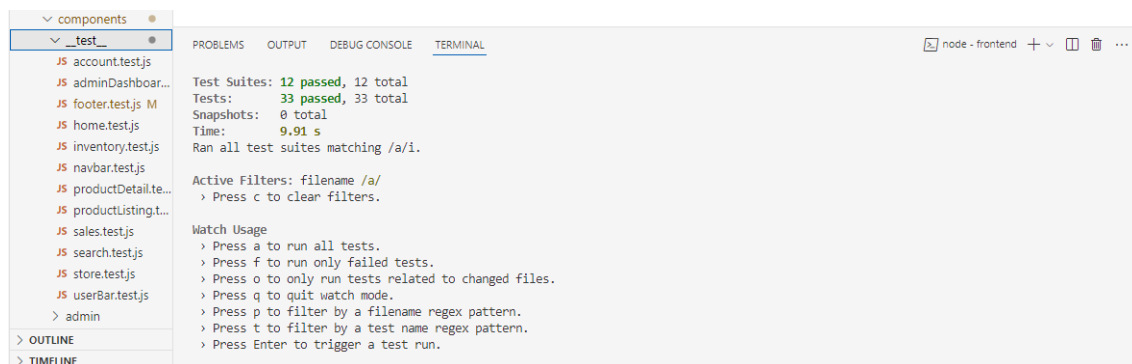 components
__test__
JS account.test.js
JS adminDashboar...
JS footer.test.js M
JS home.test.js
JS inventory.test.js
JS navbar.test.js
JS productDetail.te...
JS productListing.t...
JS sales.test.js
JS search.test.js
JS store.test.js
JS userBar.test.js
admin
OUTLINE
TIMELINE
PROBLEMS OUTPUT DEBUG CONSOLE TERMINAL node - frontend
Test Suites: 12 passed, 12 total
Tests: 33 passed, 33 total
Snapshots: 0 total
Time: 9.91 s
Ran all test suites matching /a/i.
Active Filters: filename /a/
› Press c to clear filters.
Watch Usage
› Press a to run all tests.
› Press f to run only failed tests.
› Press o to only run tests related to changed files.
› Press q to quit watch mode.
› Press p to filter by a filename regex pattern.
› Press t to filter by a test name regex pattern.
› Press Enter to trigger a test run.